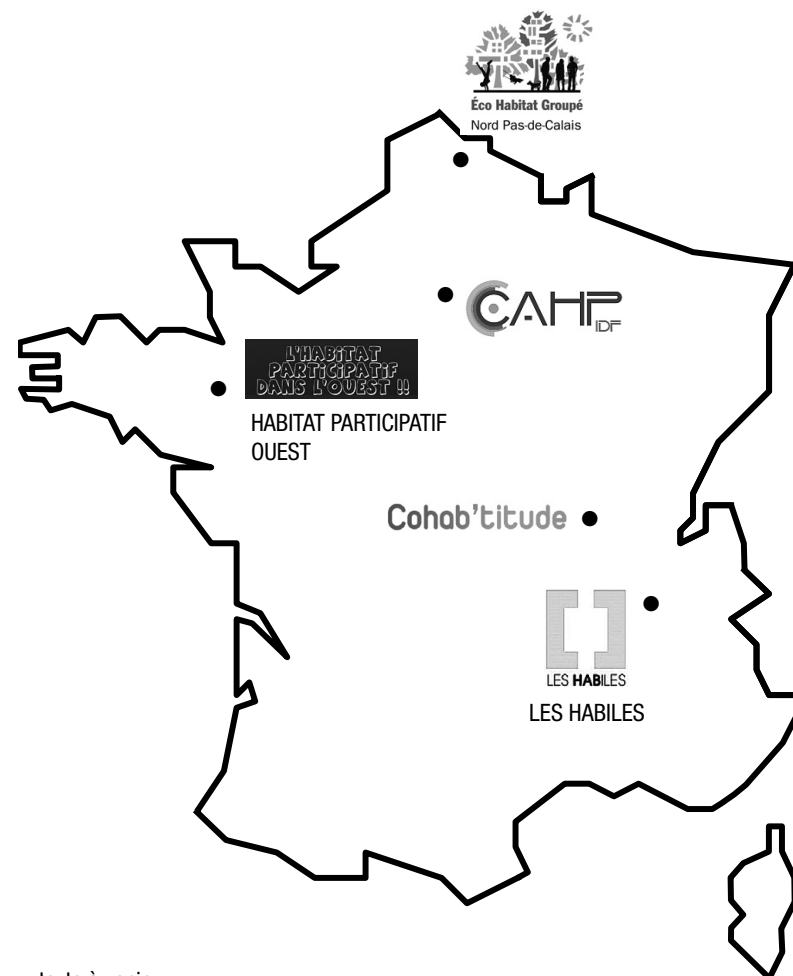 Éco Habitat Groupé
Nord Pas-de-Calais
CAHP
IDF
L'HABITAT
PARTICIPATIF
DANS L'OUEST !!
HABITAT PARTICIPATIF
OUEST
Cohab'titude
LES HABILES
LES HABILES